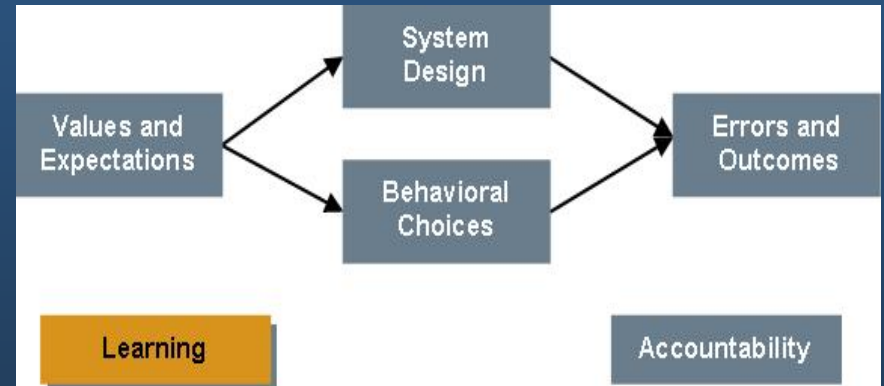 System
Design
Values and
Expectations
Errors and
Outcomes
Behavioral
Choices
Learning
Accountability